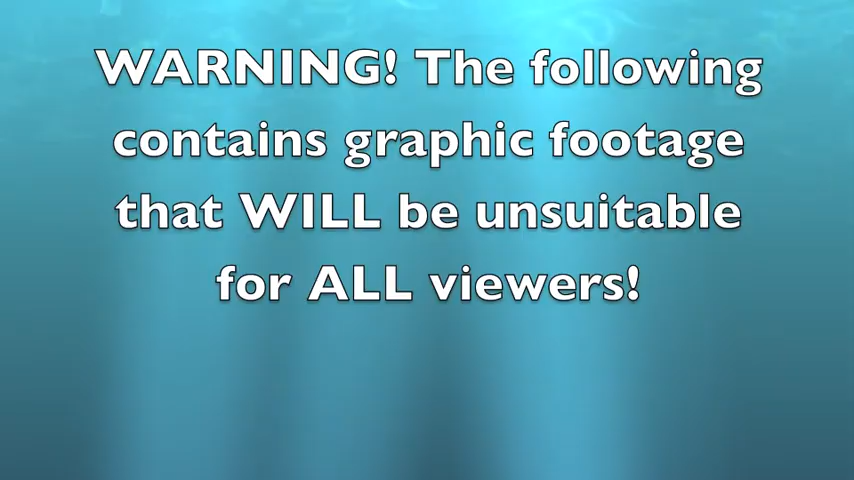 WARNING! The following
contains graphic footage
that WILL be unsuitable
for ALL viewers!